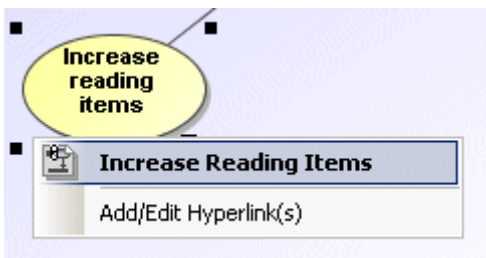 Increase
reading
items
Increase Reading Items
Add/Edit Hyperlink(s)